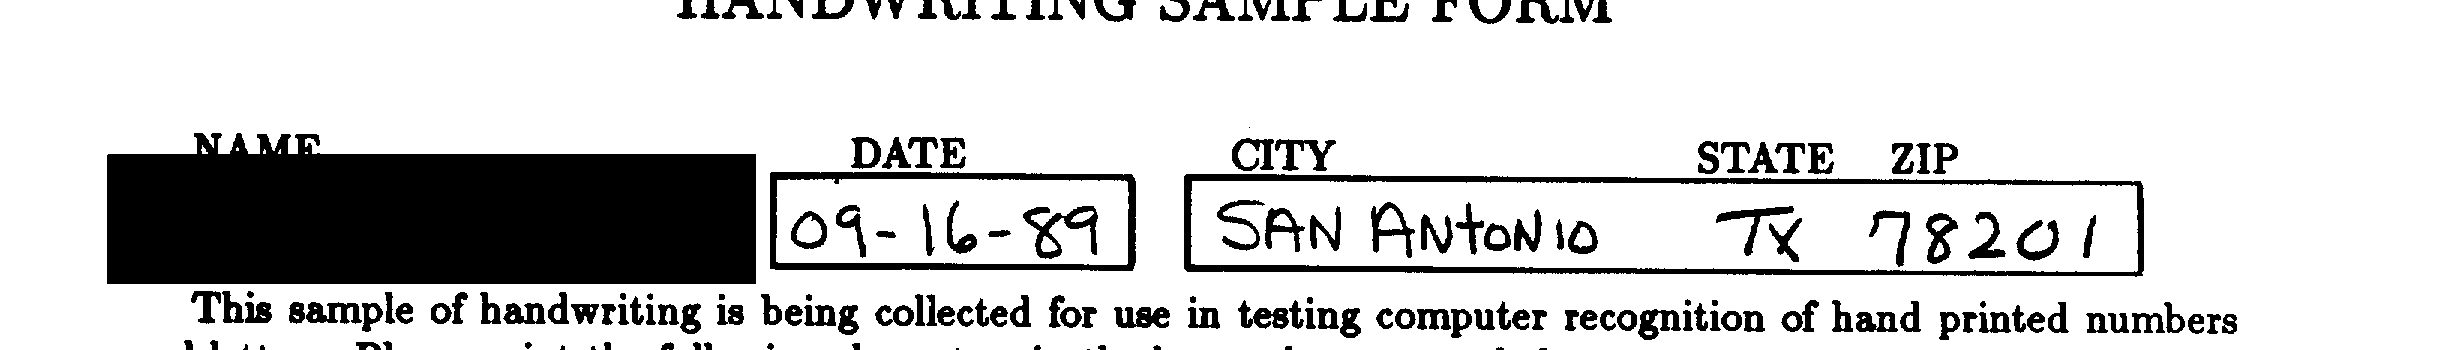 HANDWRITING SAMPLE FORM
NAME DATE CITY STATE ZIP
09-16-89 SAN ANTONIO TX 78201
This sample of handwriting is being collected for use in testing computer recognition of hand printed numbers